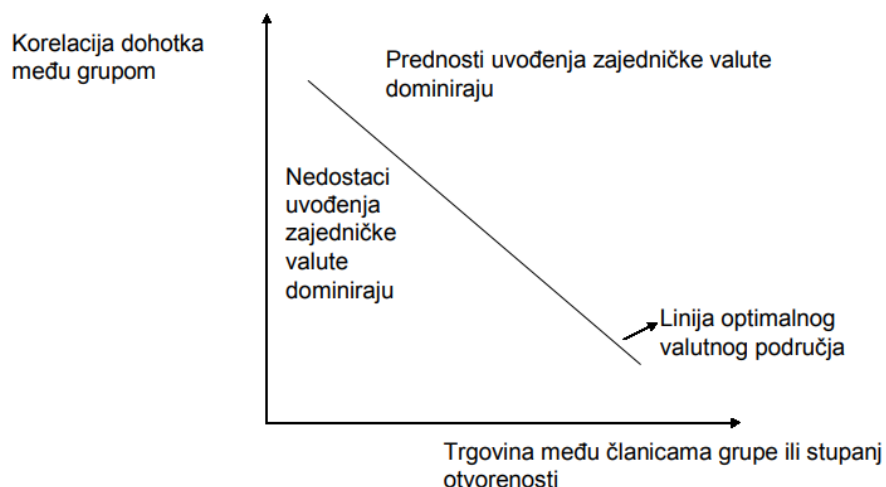 Korelacija dohotka
među grupom
Prednosti uvođenja zajedničke valute
dominiraju
Nedostaci
uvođenja
zajedničke
valute
dominiraju
Linija optimalnog
valutnog područja
Trgovina među članicama grupe ili stupanj
otvorenosti